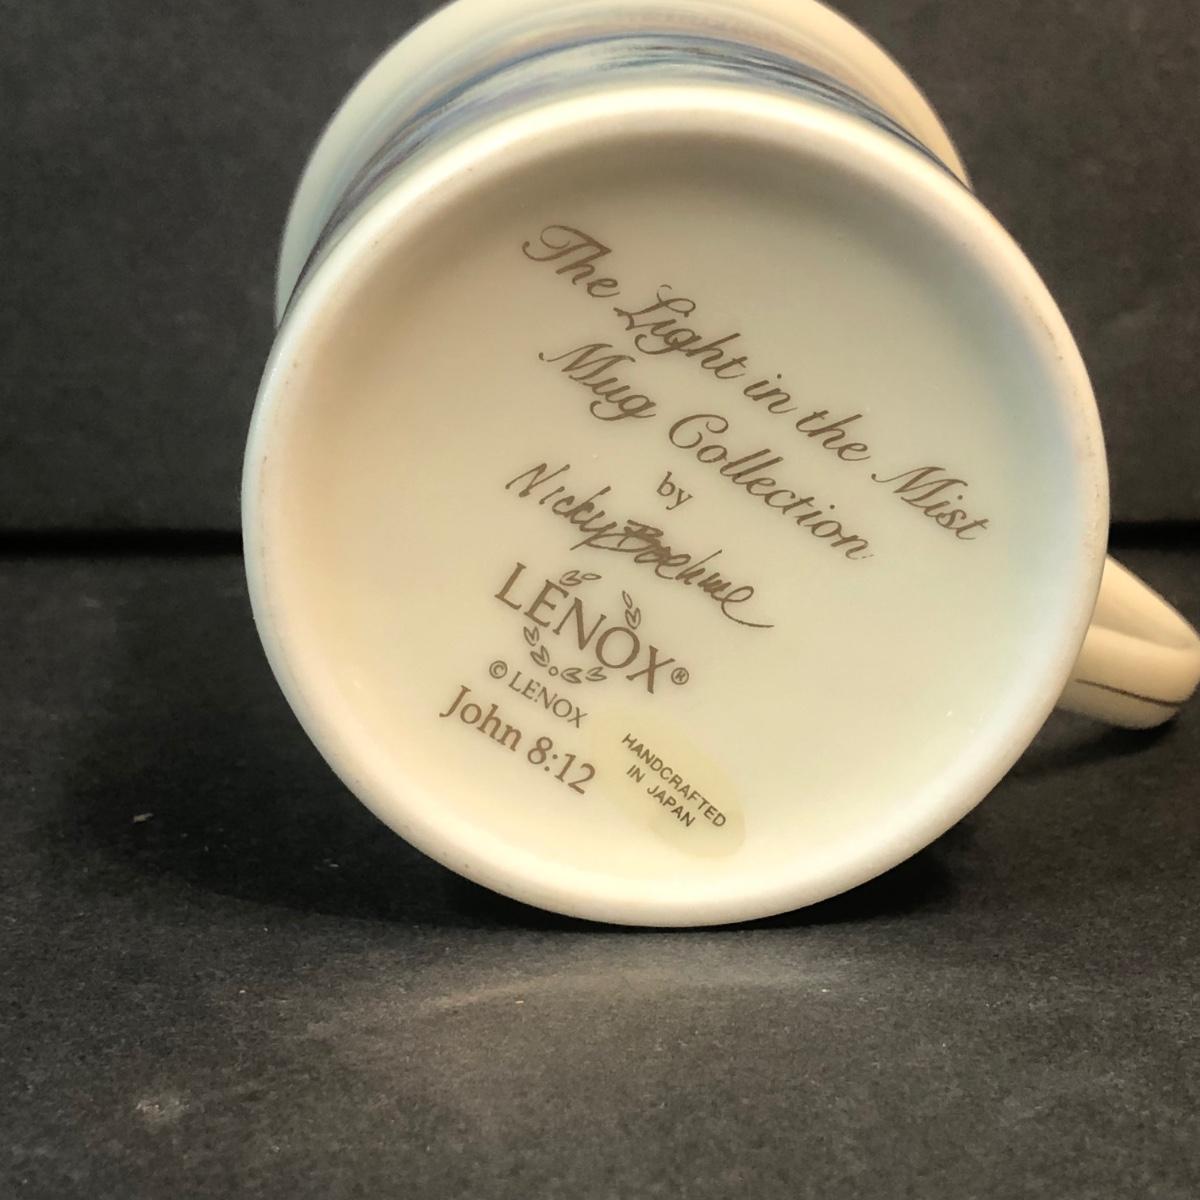 The Light in the Mist
Mug Collection
by
Nicky Boehme
LENOX®
© LENOX
John 8:12
HANDCRAFTED
IN JAPAN